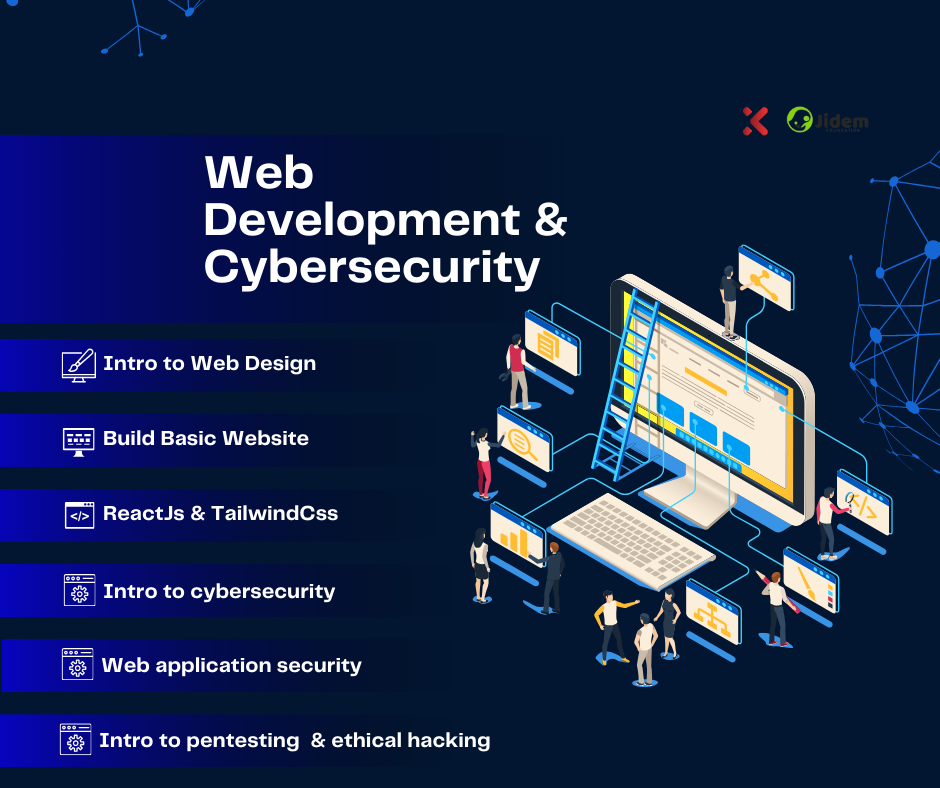 Jidem
EDUCATION
Web
Development &
Cybersecurity
Intro to Web Design
Build Basic Website
ReactJs & TailwindCss
Intro to cybersecurity
Web application security
Intro to pentesting & ethical hacking